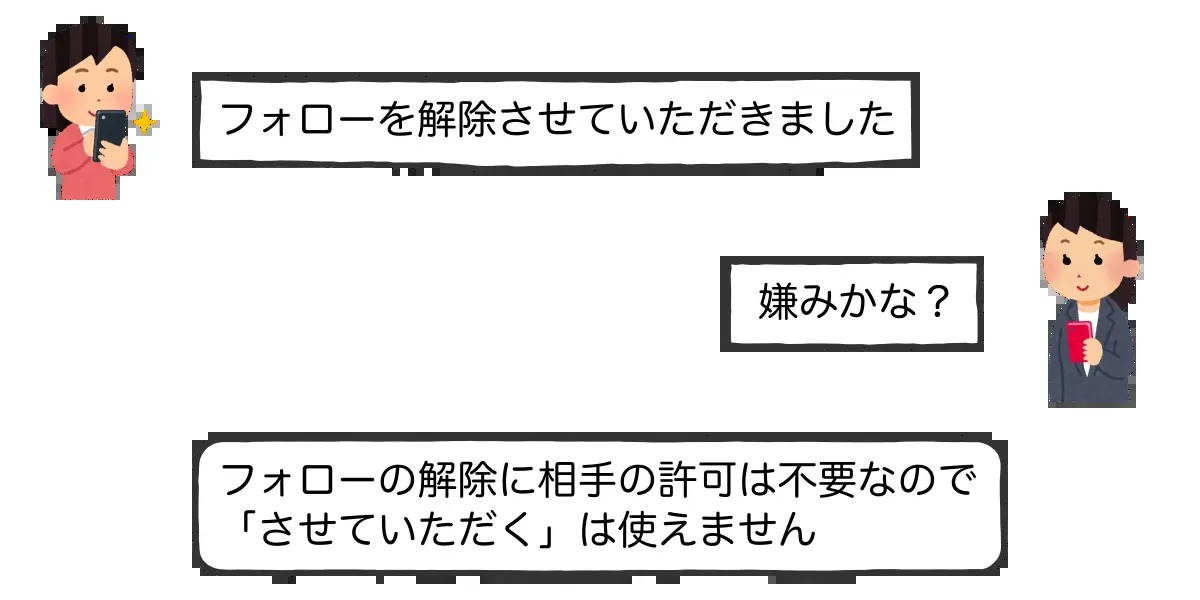 フォローを解除させていただきました
嫌みかな？
フォローの解除に相手の許可は不要なので
「させていただく」は使えません